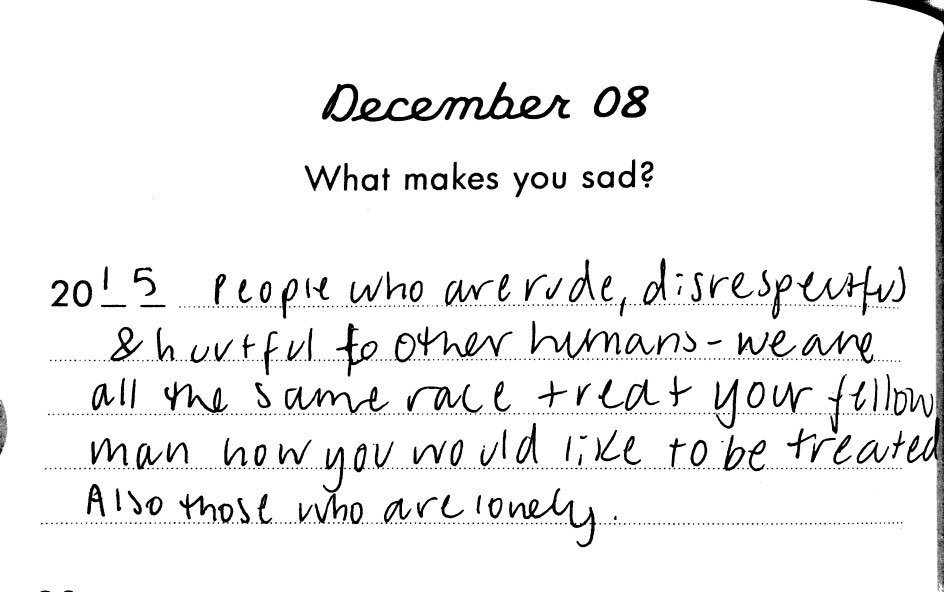 December 08
What makes you sad?
2015 People who are rude, disrespectful
& hurtful to other humans - we are
all the same race treat your fellow
man how you would like to be treated
Also those who are lonely.